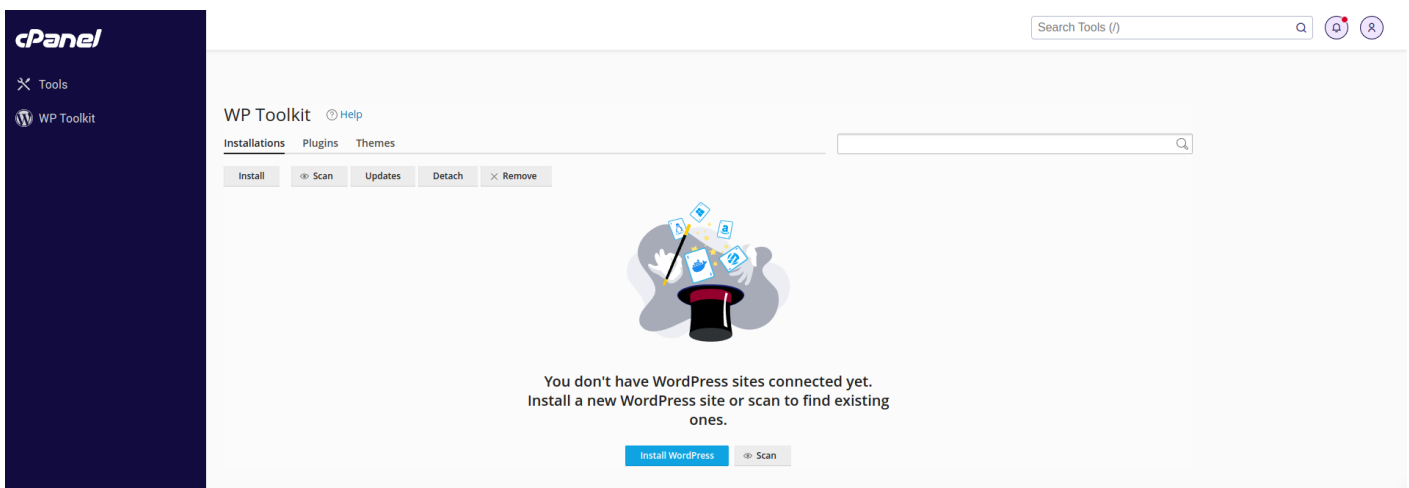 cPanel
Search Tools (/)
Tools
WP Toolkit
WP Toolkit Help
Installations Plugins Themes
Install Scan Updates Detach Remove
a
You don't have WordPress sites connected yet.
Install a new WordPress site or scan to find existing
ones.
Install WordPress Scan